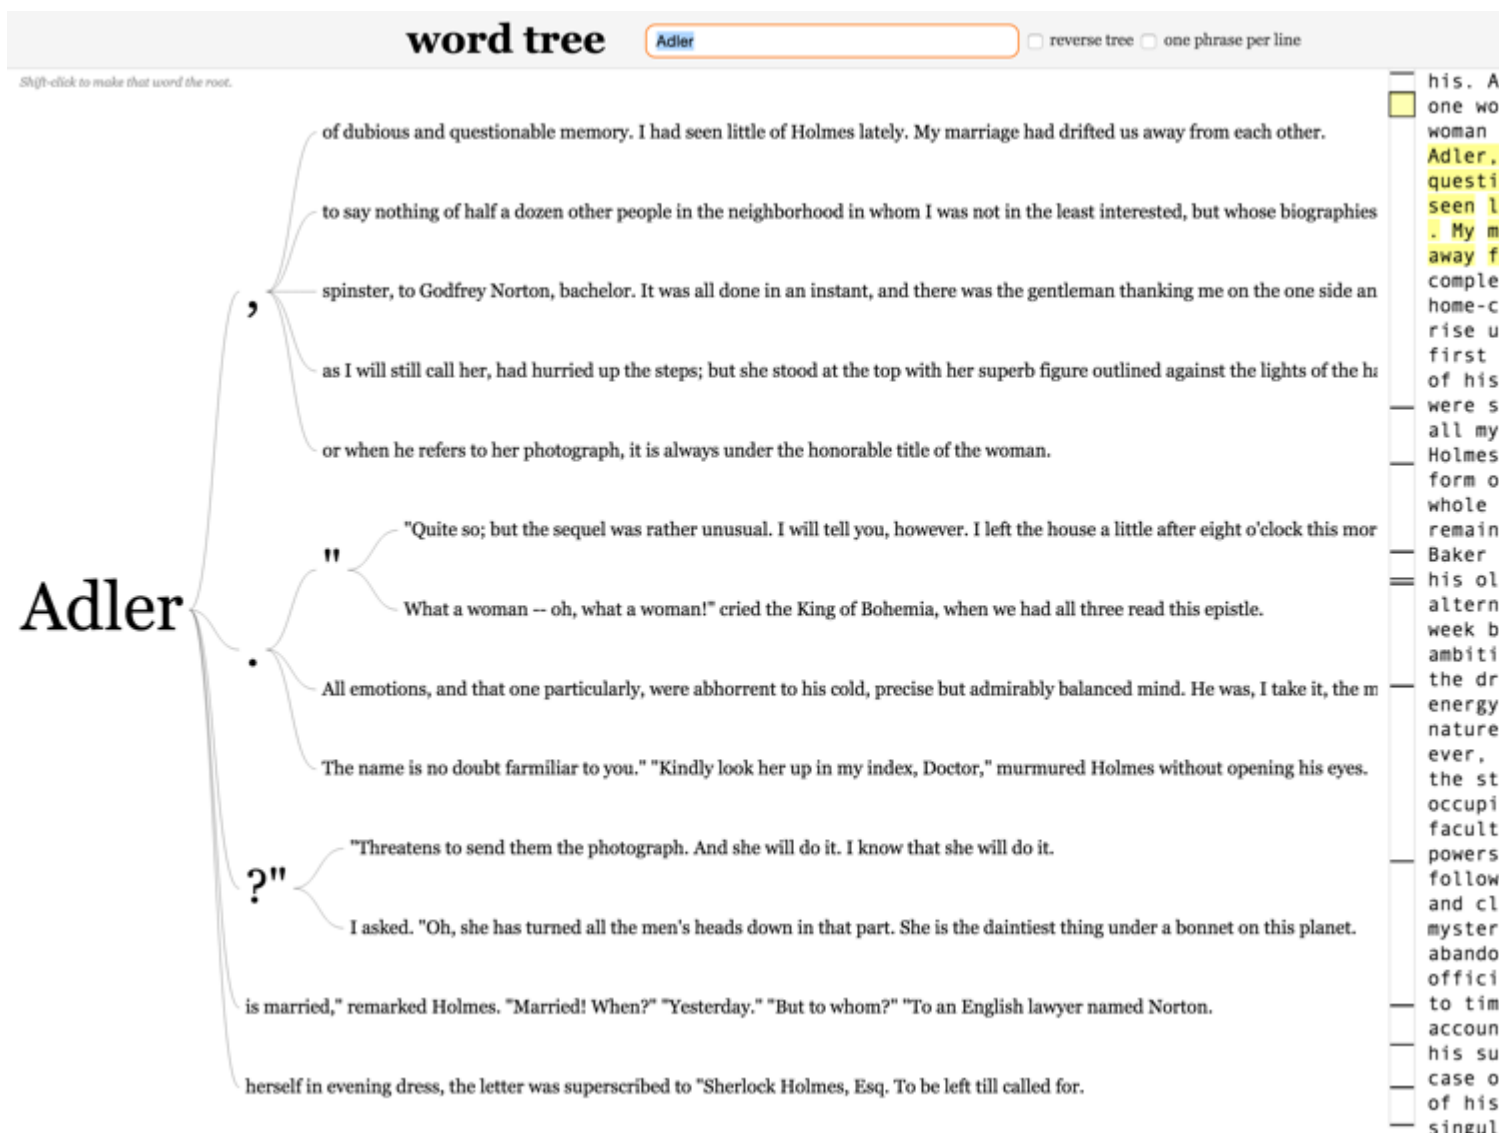 word tree
Adler
reverse tree
one phrase per line
Shift-click to make that word the root.
of dubious and questionable memory. I had seen little of Holmes lately. My marriage had drifted us away from each other.
to say nothing of half a dozen other people in the neighborhood in whom I was not in the least interested, but whose biographies
,
spinster, to Godfrey Norton, bachelor. It was all done in an instant, and there was the gentleman thanking me on the one side an
as I will still call her, had hurried up the steps; but she stood at the top with her superb figure outlined against the lights of the ha
or when he refers to her photograph, it is always under the honorable title of the woman.
"Quite so; but the sequel was rather unusual. I will tell you, however. I left the house a little after eight o'clock this mor
"
What a woman -- oh, what a woman!" cried the King of Bohemia, when we had all three read this epistle.
Adler
.
All emotions, and that one particularly, were abhorrent to his cold, precise but admirably balanced mind. He was, I take it, the m
The name is no doubt farmiliar to you." "Kindly look her up in my index, Doctor," murmured Holmes without opening his eyes.
"Threatens to send them the photograph. And she will do it. I know that she will do it.
?"
I asked. "Oh, she has turned all the men's heads down in that part. She is the daintiest thing under a bonnet on this planet.
is married," remarked Holmes. "Married! When?" "Yesterday." "But to whom?" "To an English lawyer named Norton.
herself in evening dress, the letter was superscribed to "Sherlock Holmes, Esq. To be left till called for.
his. A
one wo
woman
Adler,
questi
seen l
. My m
away f
comple
home-c
rise u
first
of his
were s
all my
Holmes
form o
whole
remain
Baker
his ol
altern
week b
ambiti
the dr
energy
nature
ever,
the st
occupi
facult
powers
follow
and cl
myster
abando
offici
to tim
accoun
his su
case o
of his
singul